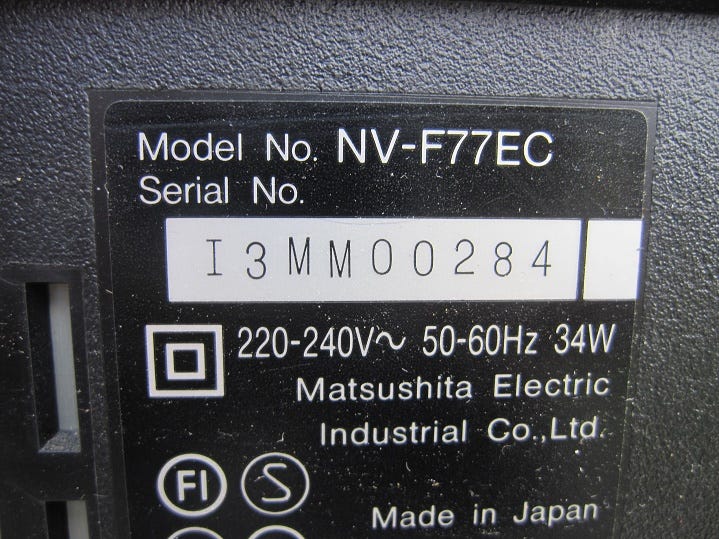 Model No. NV-F77EC
Serial No.
I3MM00284
220-240V~ 50-60Hz 34W
Matsushita Electric
Industrial Co.,Ltd.
FI S
Made in Japan